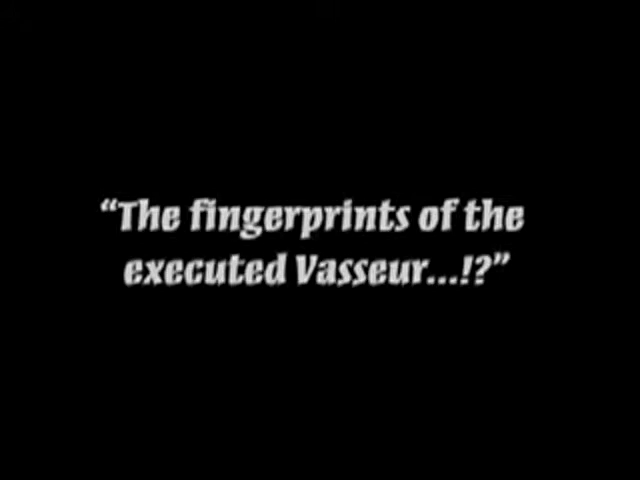 “The fingerprints of the
executed Vasseur...!?”